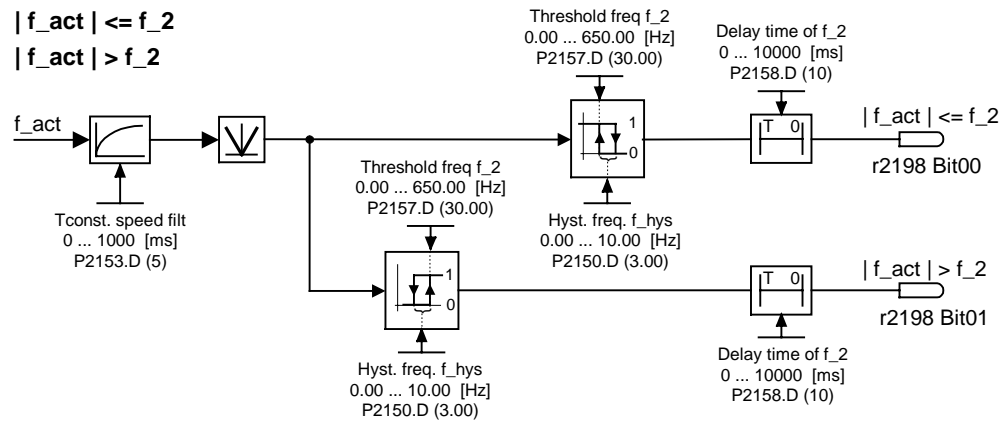 | f_act | <= f_2
| f_act | > f_2
Threshold freq f_2
0.00 ... 650.00 [Hz]
P2157.D (30.00)
Delay time of f_2
0 ... 10000 [ms]
P2158.D (10)
f_act
1
0
T 0
| f_act | <= f_2
r2198 Bit00
Tconst. speed filt
0 ... 1000 [ms]
P2153.D (5)
Threshold freq f_2
0.00 ... 650.00 [Hz]
P2157.D (30.00)
Hyst. freq. f_hys
0.00 ... 10.00 [Hz]
P2150.D (3.00)
1
0
T 0
| f_act | > f_2
r2198 Bit01
Hyst. freq. f_hys
0.00 ... 10.00 [Hz]
P2150.D (3.00)
Delay time of f_2
0 ... 10000 [ms]
P2158.D (10)